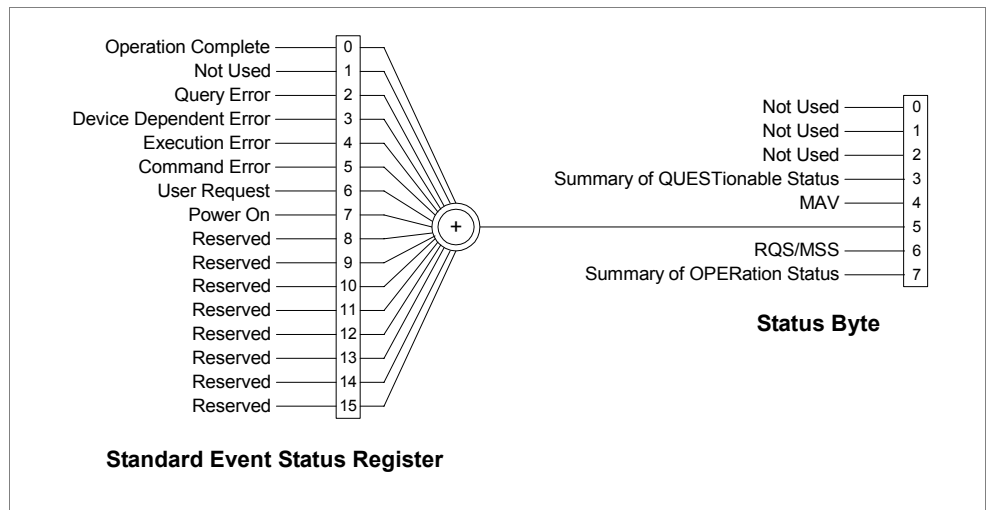 Operation Complete 0
Not Used 1
Query Error 2
Device Dependent Error 3
Execution Error 4
Command Error 5
User Request 6
Power On 7
Reserved 8
Reserved 9
Reserved 10
Reserved 11
Reserved 12
Reserved 13
Reserved 14
Reserved 15
+
Standard Event Status Register
Not Used 0
Not Used 1
Not Used 2
Summary of QUEStionable Status 3
MAV 4
5
RQS/MSS 6
Summary of OPERation Status 7
Status Byte